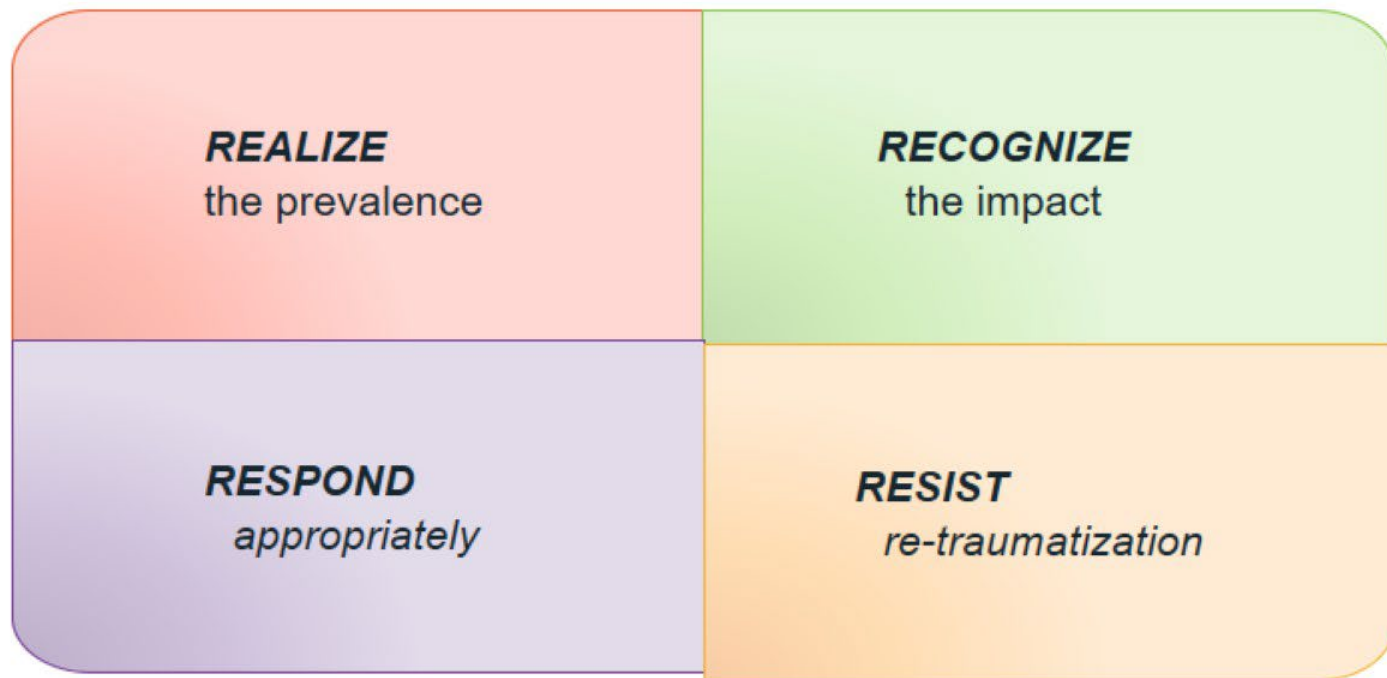 REALIZE
the prevalence
RECOGNIZE
the impact
RESPOND
appropriately
RESIST
re-traumatization